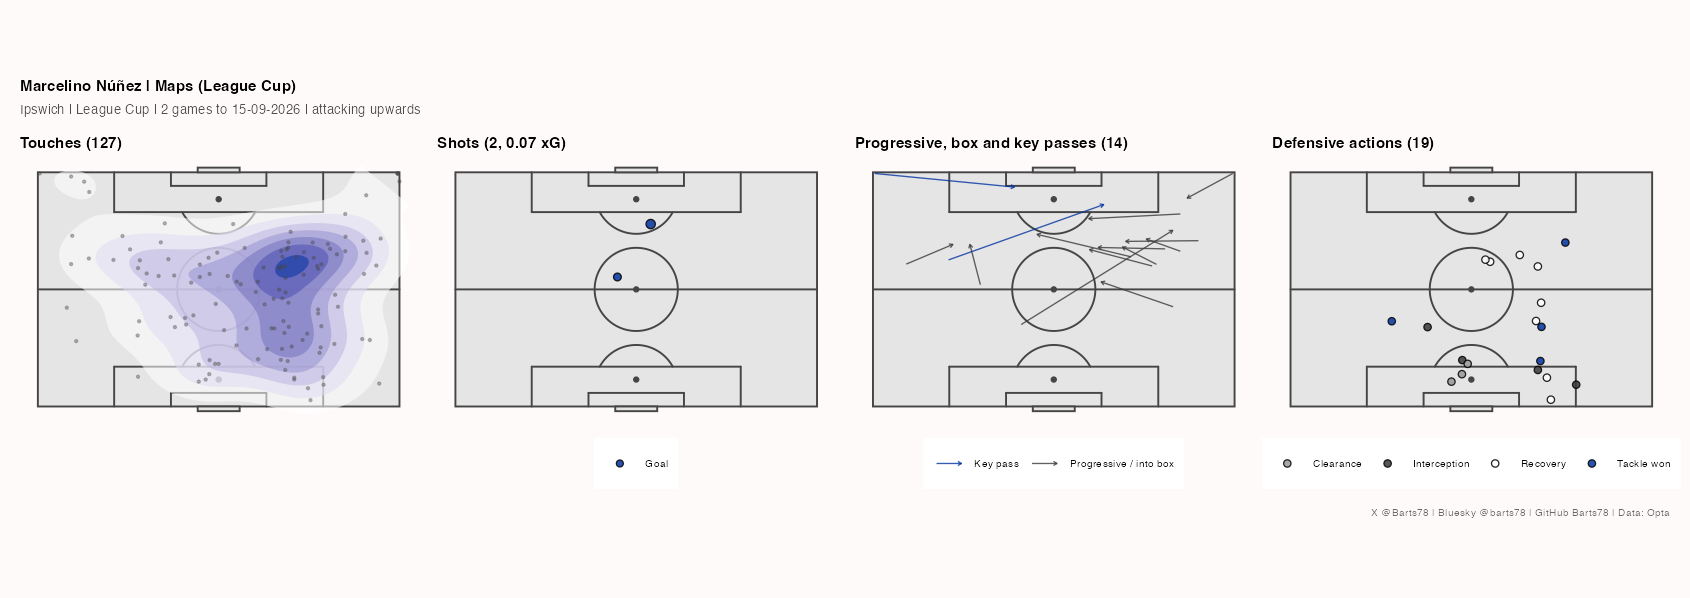 Marcelino Núñez | Maps (League Cup)
Ipswich | League Cup | 2 games to 15-09-2026 | attacking upwards
Touches (127)
Shots (2, 0.07 xG)
Progressive, box and key passes (14)
Defensive actions (19)
Goal
Key pass
Progressive / into box
Clearance
Interception
Recovery
Tackle won
X @Barts78 | Bluesky @barts78 | GitHub Barts78 | Data: Opta